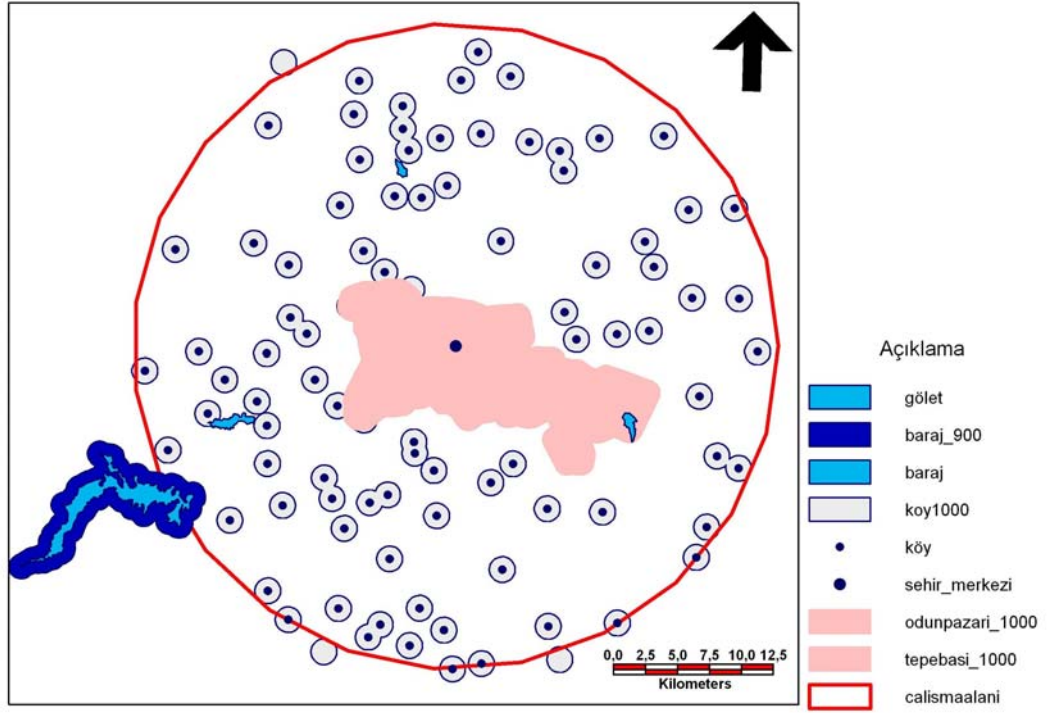 Açıklama
gölet
baraj_900
baraj
koy1000
köy
sehir_merkezi
odunpazari_1000
tepebasi_1000
calismaalani
0,0 2,5 5,0 7,5 10,0 12,5
Kilometers